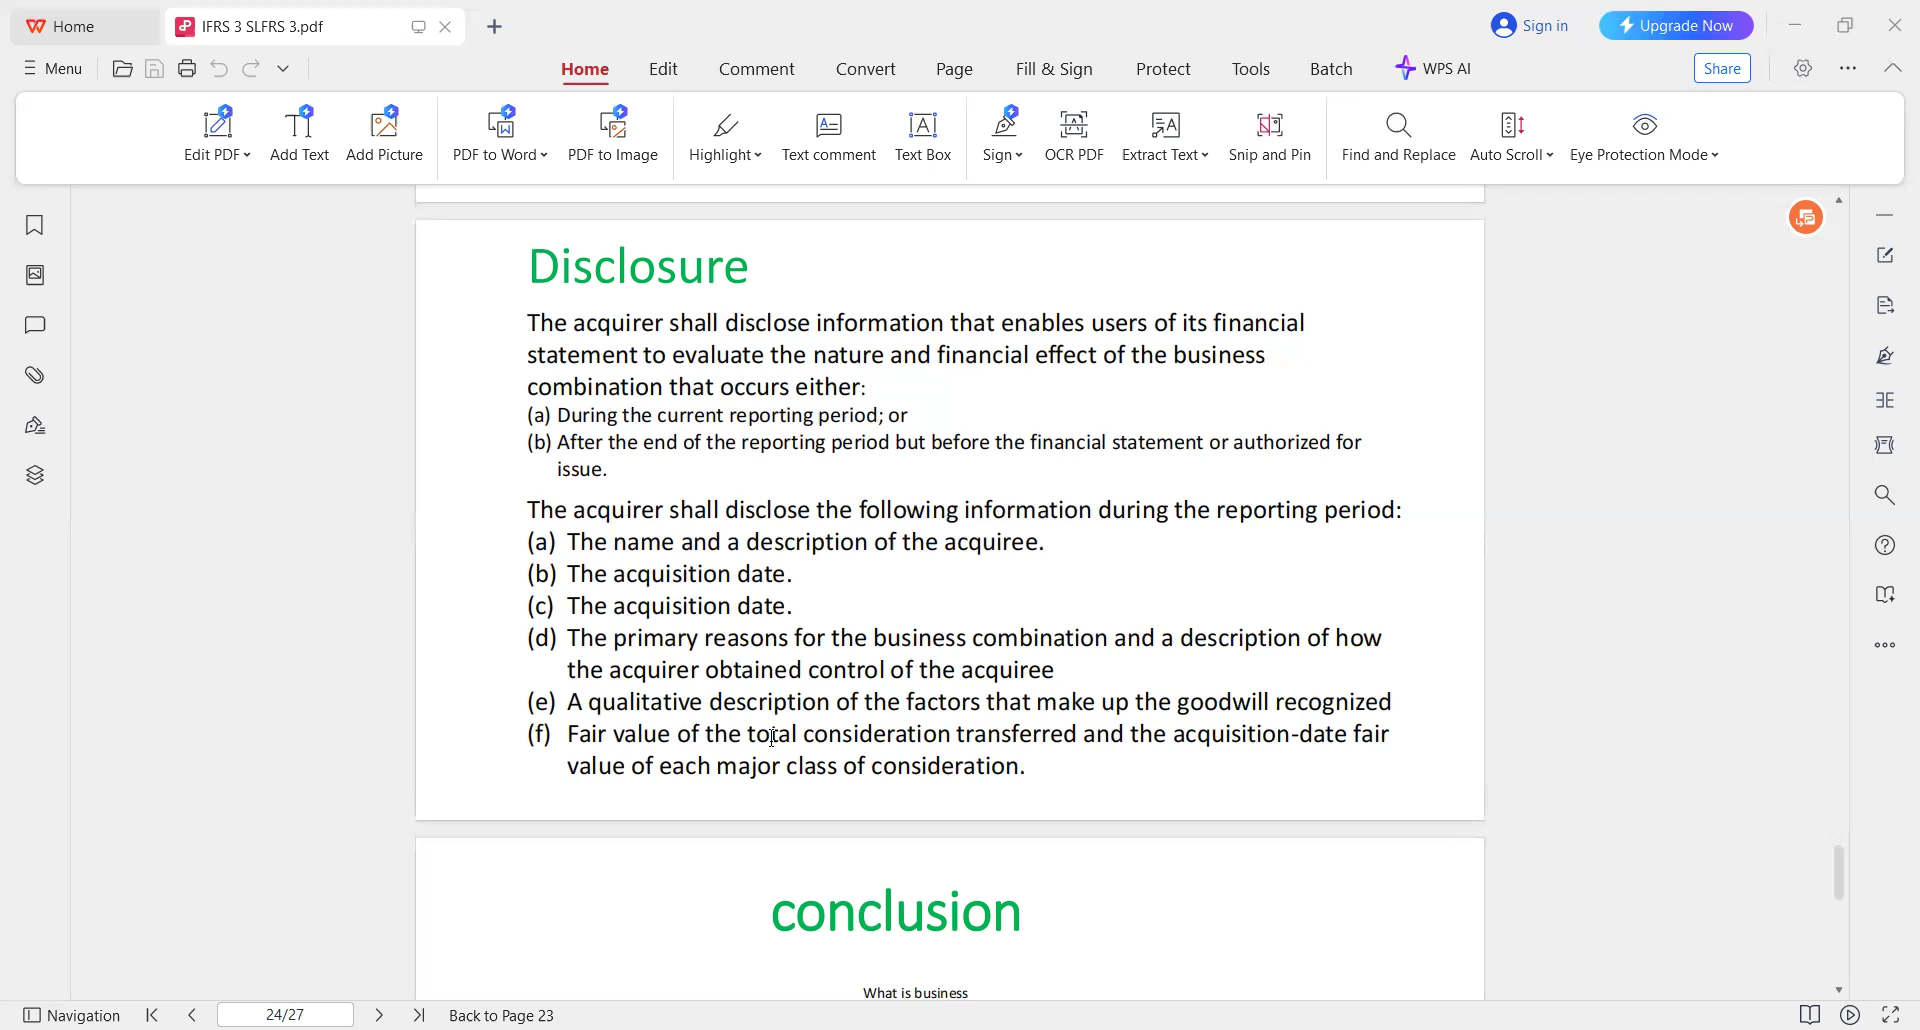 Home
IFRS 3 SLFRS 3.pdf
Sign in
Upgrade Now
Menu
Home
Edit
Comment
Convert
Page
Fill & Sign
Protect
Tools
Batch
WPS AI
Share
Edit PDF
Add Text
Add Picture
PDF to Word
PDF to Image
Highlight
Text comment
Text Box
Sign
OCR PDF
Extract Text
Snip and Pin
Find and Replace
Auto Scroll
Eye Protection Mode
Disclosure
The acquirer shall disclose information that enables users of its financial
statement to evaluate the nature and financial effect of the business
combination that occurs either:
(a) During the current reporting period; or
(b) After the end of the reporting period but before the financial statement or authorized for
issue.
The acquirer shall disclose the following information during the reporting period:
(a) The name and a description of the acquiree.
(b) The acquisition date.
(c) The acquisition date.
(d) The primary reasons for the business combination and a description of how
the acquirer obtained control of the acquiree
(e) A qualitative description of the factors that make up the goodwill recognized
(f) Fair value of the total consideration transferred and the acquisition-date fair
value of each major class of consideration.
conclusion
What is business
Navigation
24/27
Back to Page 23